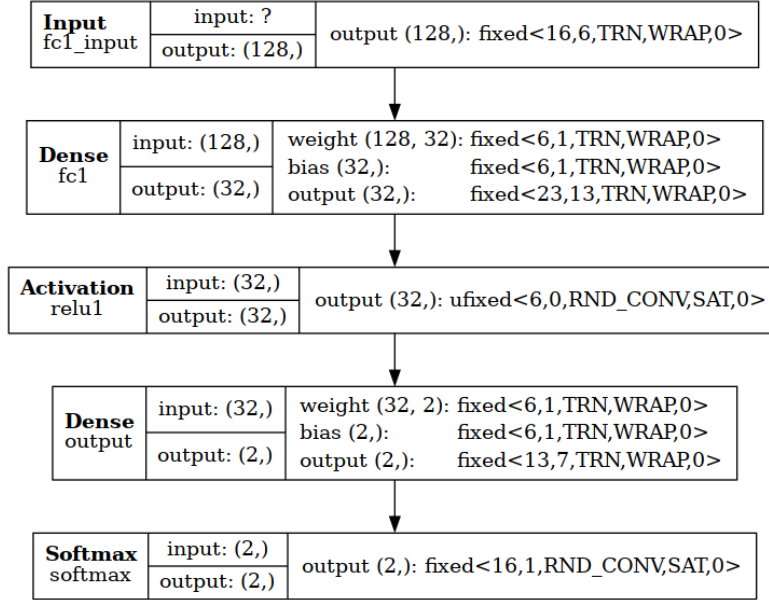 Input
fc1_input
input: ?
output: (128,)
output (128,): fixed<16,6,TRN,WRAP,0>
Dense
fc1
input: (128,)
output: (32,)
weight (128, 32): fixed<6,1,TRN,WRAP,0>
bias (32,): fixed<6,1,TRN,WRAP,0>
output (32,): fixed<23,13,TRN,WRAP,0>
Activation
relu1
input: (32,)
output: (32,)
output (32,): ufixed<6,0,RND_CONV,SAT,0>
Dense
output
input: (32,)
output: (2,)
weight (32, 2): fixed<6,1,TRN,WRAP,0>
bias (2,): fixed<6,1,TRN,WRAP,0>
output (2,): fixed<13,7,TRN,WRAP,0>
Softmax
softmax
input: (2,)
output: (2,)
output (2,): fixed<16,1,RND_CONV,SAT,0>